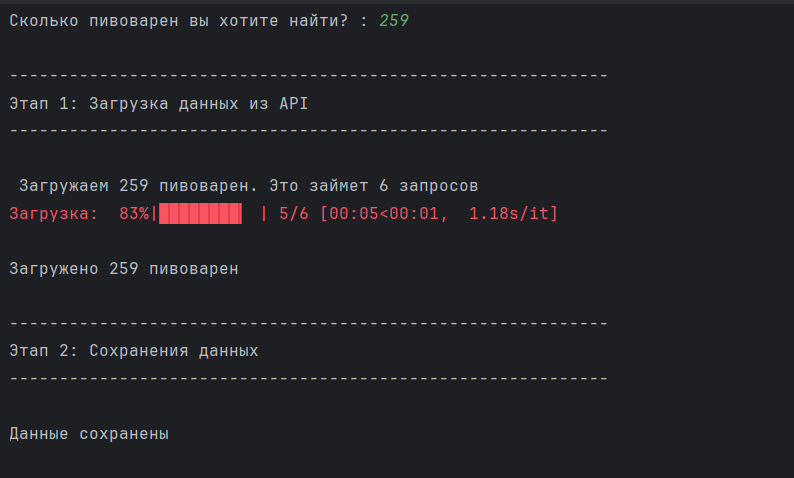 Сколько пивоварен вы хотите найти? : 259
------------------------------------------------------------
Этап 1: Загрузка данных из API
------------------------------------------------------------
Загружаем 259 пивоварен. Это займет 6 запросов
Загрузка:  83%|████████▎ | 5/6 [00:05<00:01,  1.18s/it]
Загружено 259 пивоварен
------------------------------------------------------------
Этап 2: Сохранения данных
------------------------------------------------------------
Данные сохранены